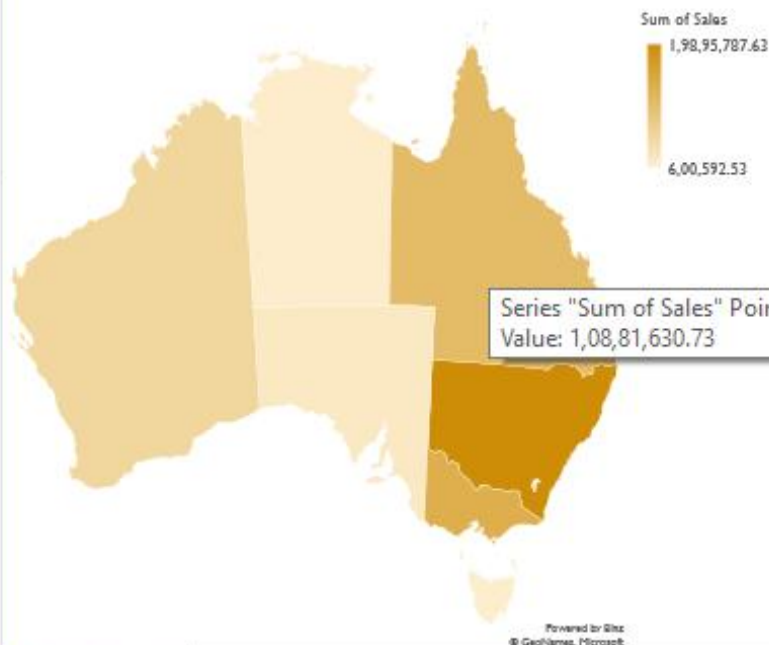 Sum of Sales
1,98,95,787.63
6,00,592.53
Series "Sum of Sales" Poin
Value: 1,08,81,630.73
Powered by Bing
© GeoNames, Microsoft